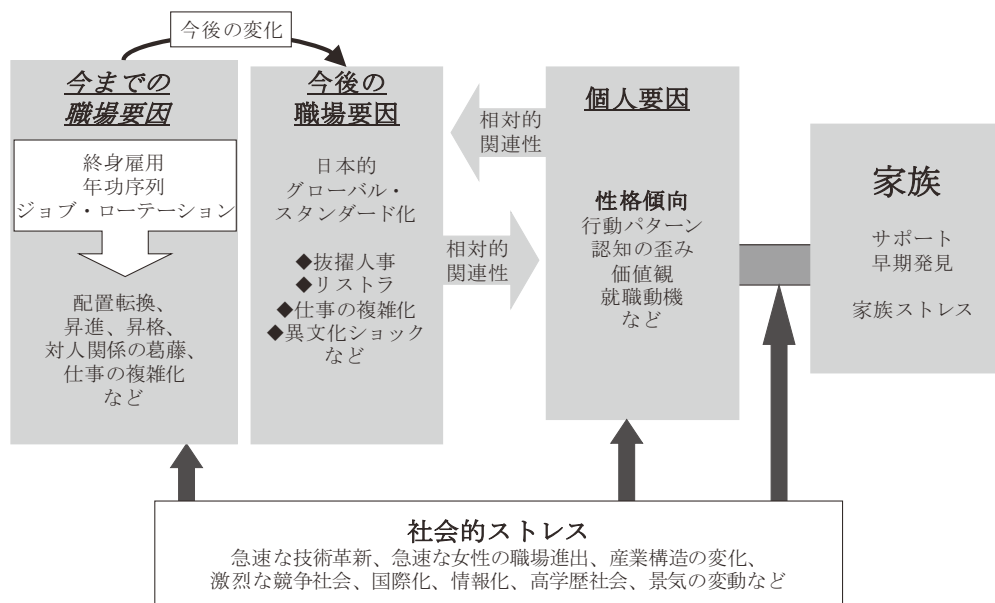 今後の変化
今までの
職場要因
終身雇用
年功序列
ジョブ・ローテーション
配置転換、
昇進、昇格、
対人関係の葛藤、
仕事の複雑化
など
今後の
職場要因
日本的
グローバル・
スタンダード化
◆抜擢人事
◆リストラ
◆仕事の複雑化
◆異文化ショック
など
相対的
関連性
相対的
関連性
個人要因
性格傾向
行動パターン
認知の歪み
価値観
就職動機
など
家族
サポート
早期発見
家族ストレス
社会的ストレス
急速な技術革新、急速な女性の職場進出、産業構造の変化、
激烈な競争社会、国際化、情報化、高学歴社会、景気の変動など